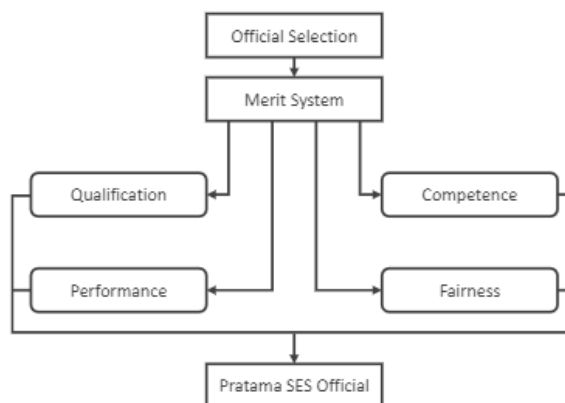 Official Selection
Merit System
Qualification
Competence
Performance
Fairness
Pratama SES Official